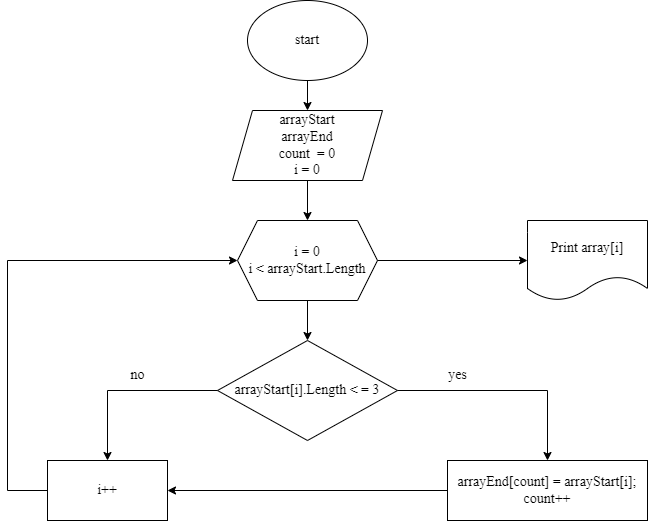 start
arrayStart
arrayEnd
count = 0
i = 0
i = 0
i < arrayStart.Length
Print array[i]
arrayStart[i].Length < = 3
no
yes
i++
arrayEnd[count] = arrayStart[i];
count++